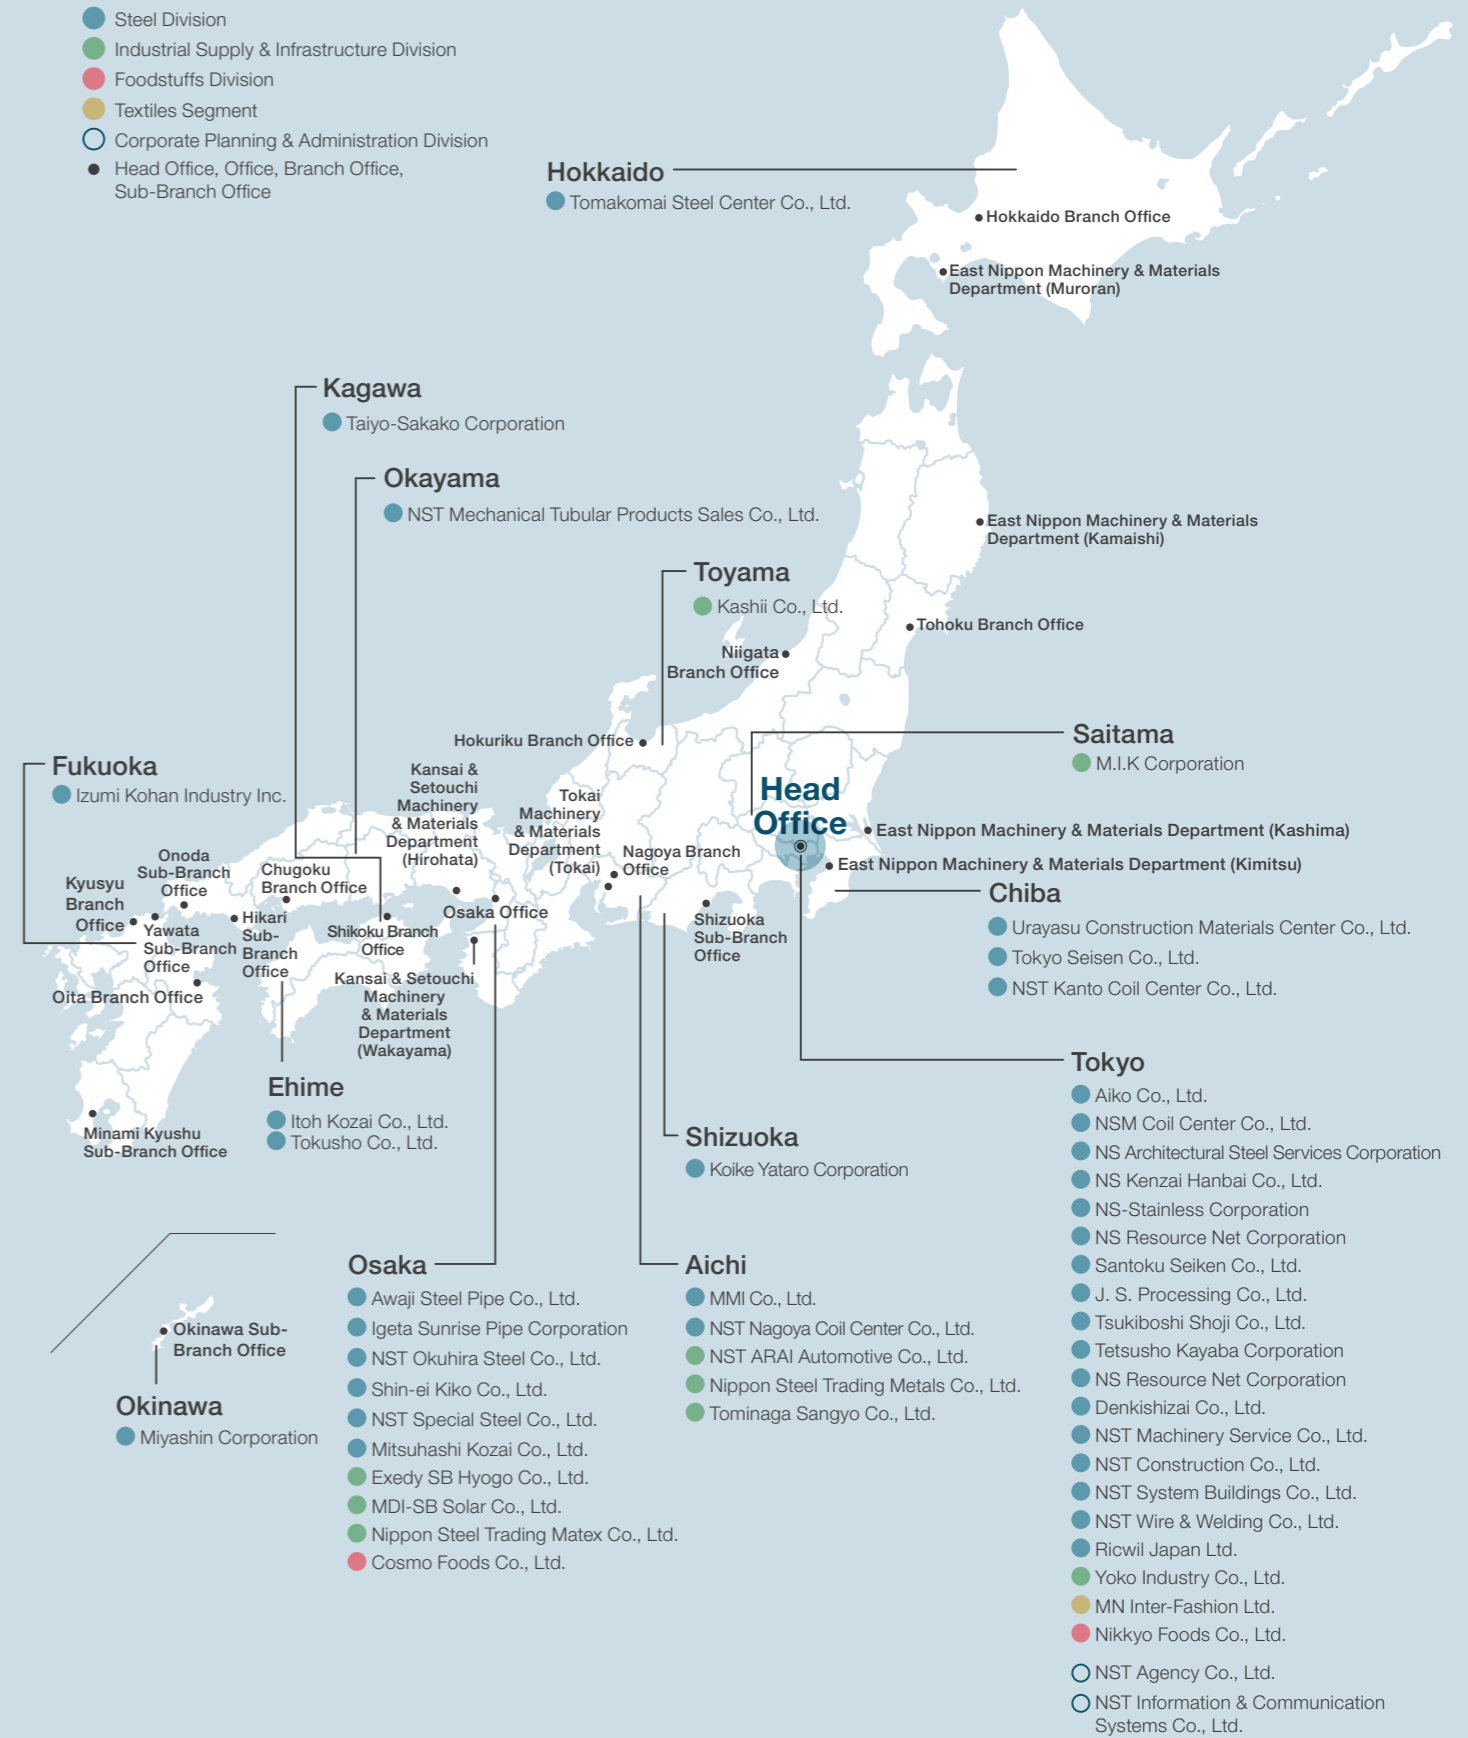 Steel Division
Industrial Supply & Infrastructure Division
Foodstuffs Division
Textiles Segment
Corporate Planning & Administration Division
Head Office, Office, Branch Office,
Sub-Branch Office
Hokkaido
Tomakomai Steel Center Co., Ltd.
Hokkaido Branch Office
East Nippon Machinery & Materials
Department (Muroran)
Kagawa
Taiyo-Sakako Corporation
Okayama
NST Mechanical Tubular Products Sales Co., Ltd.
East Nippon Machinery & Materials
Department (Kamaishi)
Toyama
Kashii Co., Ltd.
Tohoku Branch Office
Niigata
Branch Office
Hokuriku Branch Office
Saitama
M.I.K Corporation
Fukuoka
Izumi Kohan Industry Inc.
Kansai &
Setouchi
Machinery
& Materials
Department
(Hirohata)
Tokai
Machinery
& Materials
Department
(Tokai)
Head
Office
East Nippon Machinery & Materials Department (Kashima)
East Nippon Machinery & Materials Department (Kimitsu)
Nagoya Branch
Office
Onoda
Sub-Branch
Office
Chugoku
Branch Office
Kyusyu
Branch
Office
Yawata
Sub-Branch
Office
Hikari
Sub-
Branch
Office
Shikoku Branch
Office
Osaka Office
Shizuoka
Sub-Branch
Office
Chiba
Urayasu Construction Materials Center Co., Ltd.
Tokyo Seisen Co., Ltd.
NST Kanto Coil Center Co., Ltd.
Oita Branch Office
Kansai & Setouchi
Machinery
& Materials
Department
(Wakayama)
Ehime
Itoh Kozai Co., Ltd.
Tokusho Co., Ltd.
Minami Kyushu
Sub-Branch Office
Shizuoka
Koike Yataro Corporation
Tokyo
Aiko Co., Ltd.
NSM Coil Center Co., Ltd.
NS Architectural Steel Services Corporation
NS Kenzai Hanbai Co., Ltd.
NS-Stainless Corporation
NS Resource Net Corporation
Santoku Seiken Co., Ltd.
J. S. Processing Co., Ltd.
Tsukiboshi Shoji Co., Ltd.
Tetsusho Kayaba Corporation
NS Resource Net Corporation
Denkishizai Co., Ltd.
NST Machinery Service Co., Ltd.
NST Construction Co., Ltd.
NST System Buildings Co., Ltd.
NST Wire & Welding Co., Ltd.
Ricwil Japan Ltd.
Yoko Industry Co., Ltd.
MN Inter-Fashion Ltd.
Nikkyo Foods Co., Ltd.
NST Agency Co., Ltd.
NST Information & Communication
Systems Co., Ltd.
Osaka
Awaji Steel Pipe Co., Ltd.
Igeta Sunrise Pipe Corporation
NST Okuhira Steel Co., Ltd.
Shin-ei Kiko Co., Ltd.
NST Special Steel Co., Ltd.
Mitsuhashi Kozai Co., Ltd.
Exedy SB Hyogo Co., Ltd.
MDI-SB Solar Co., Ltd.
Nippon Steel Trading Matex Co., Ltd.
Cosmo Foods Co., Ltd.
Aichi
MMI Co., Ltd.
NST Nagoya Coil Center Co., Ltd.
NST ARAI Automotive Co., Ltd.
Nippon Steel Trading Metals Co., Ltd.
Tominaga Sangyo Co., Ltd.
Okinawa Sub-
Branch Office
Okinawa
Miyashin Corporation